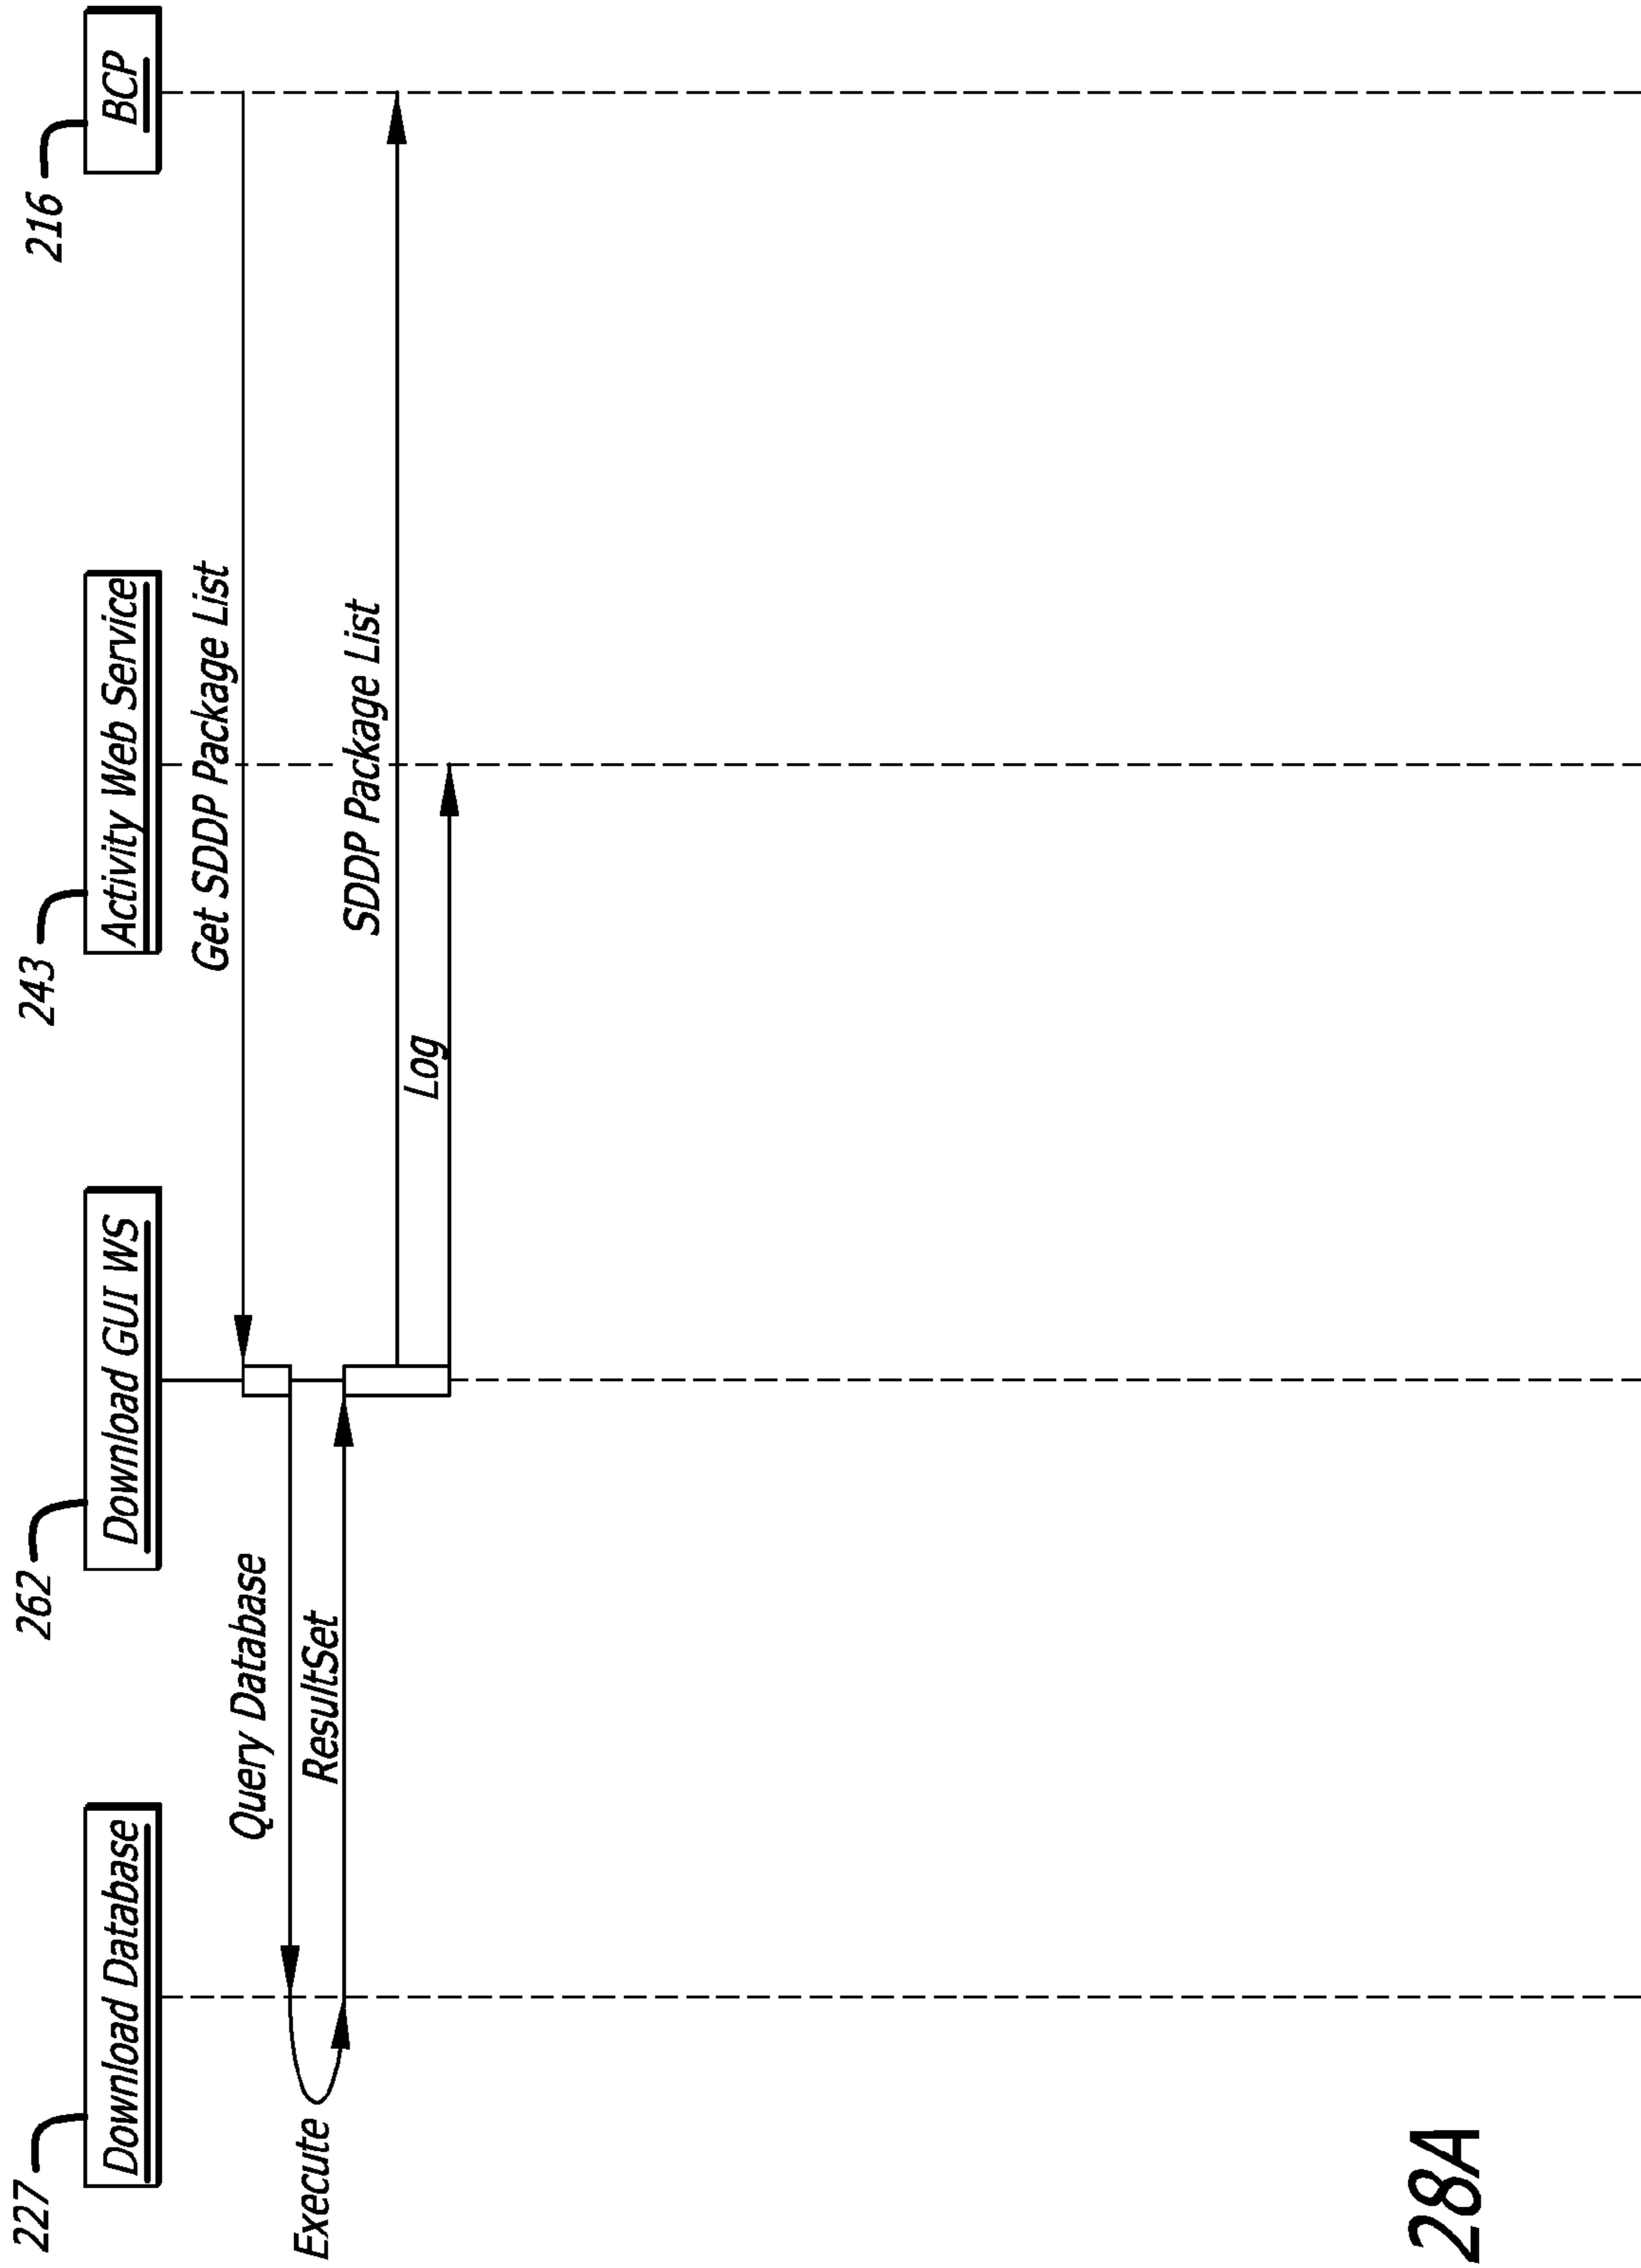 227
262
243
216
Download Database
Download GUI WS
Activity Web Service
BCP
Get SDDP Package List
Query Database
Execute
ResultSet
SDDP Package List
Log
28A